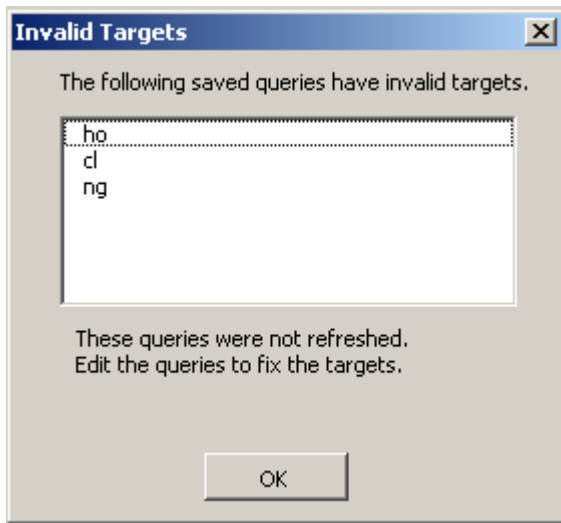 Invalid Targets
The following saved queries have invalid targets.
ho
cl
ng
These queries were not refreshed.
Edit the queries to fix the targets.
OK